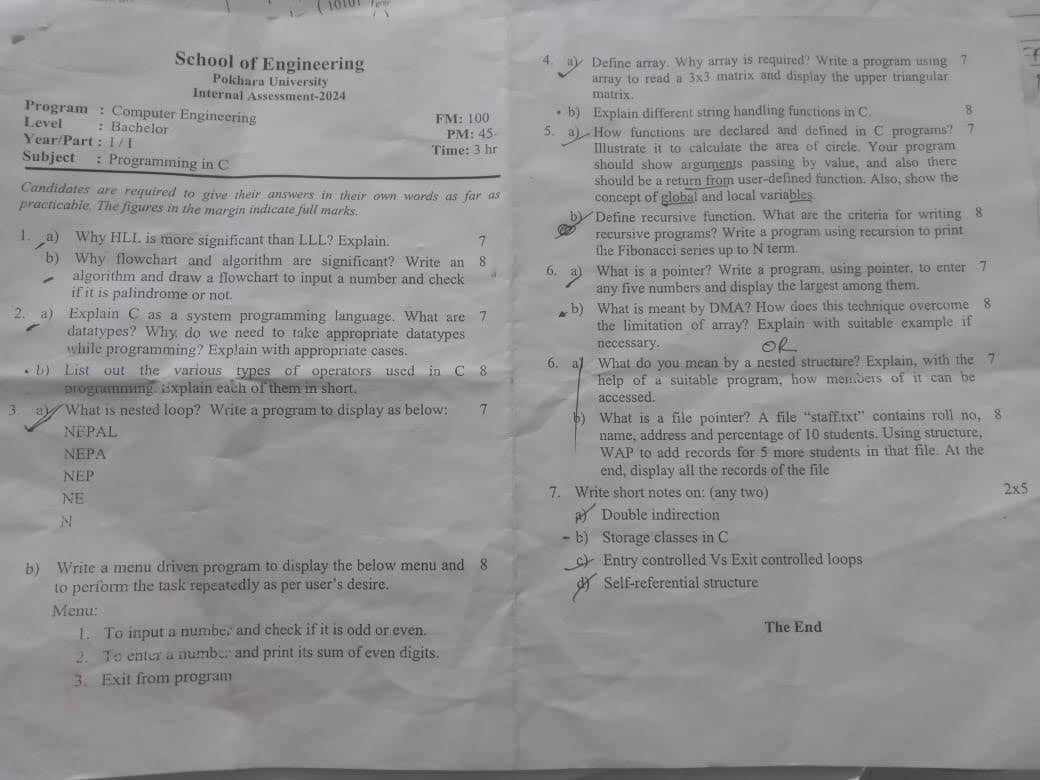 (10101
School of Engineering
Pokhara University
Internal Assessment-2024
Program : Computer Engineering
Level : Bachelor
Year/Part : I / I
Subject : Programming in C
FM: 100
PM: 45
Time: 3 hr
Candidates are required to give their answers in their own words as far as
practicable. The figures in the margin indicate full marks.
1. a) Why HLL is more significant than LLL? Explain. 7
b) Why flowchart and algorithm are significant? Write an 8
algorithm and draw a flowchart to input a number and check
if it is palindrome or not.
2. a) Explain C as a system programming language. What are 7
datatypes? Why do we need to take appropriate datatypes
while programming? Explain with appropriate cases.
b) List out the various types of operators used in C 8
programming. Explain each of them in short.
3 a) What is nested loop? Write a program to display as below: 7
NEPAL
NEPA
NEP
NE
N
b) Write a menu driven program to display the below menu and 8
to perform the task repeatedly as per user's desire.
Menu:
1. To input a number and check if it is odd or even.
2. To enter a number and print its sum of even digits.
3. Exit from program
4. a) Define array. Why array is required? Write a program using 7
array to read a 3x3 matrix and display the upper triangular
matrix.
b) Explain different string handling functions in C. 8
5. a) How functions are declared and defined in C programs? 7
Illustrate it to calculate the area of circle. Your program
should show arguments passing by value, and also there
should be a return from user-defined function. Also, show the
concept of global and local variables.
b) Define recursive function. What are the criteria for writing 8
recursive programs? Write a program using recursion to print
the Fibonacci series up to N term.
6. a) What is a pointer? Write a program, using pointer, to enter 7
any five numbers and display the largest among them.
b) What is meant by DMA? How does this technique overcome 8
the limitation of array? Explain with suitable example if
necessary.
OR
6. a) What do you mean by a nested structure? Explain, with the 7
help of a suitable program, how members of it can be
accessed.
b) What is a file pointer? A file "staff.txt" contains roll no, 8
name, address and percentage of 10 students. Using structure,
WAP to add records for 5 more students in that file. At the
end, display all the records of the file
7. Write short notes on: (any two) 2x5
a) Double indirection
b) Storage classes in C
c) Entry controlled Vs Exit controlled loops
d) Self-referential structure
The End